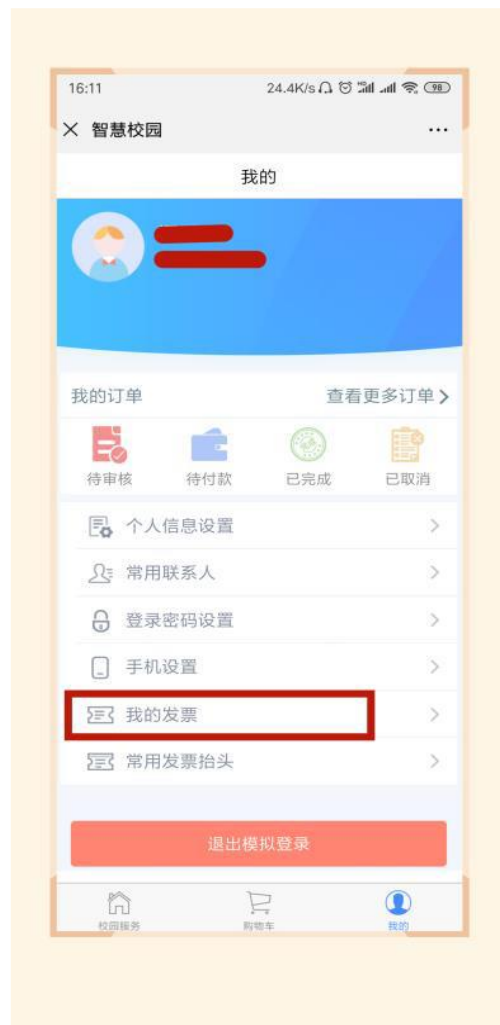 16:11
24.4K/s
98
智慧校园
我的
我的订单
查看更多订单
待审核 待付款 已完成 已取消
个人信息设置
常用联系人
登录密码设置
手机设置
我的发票
常用发票抬头
退出模拟登录
校园服务 购物车 我的